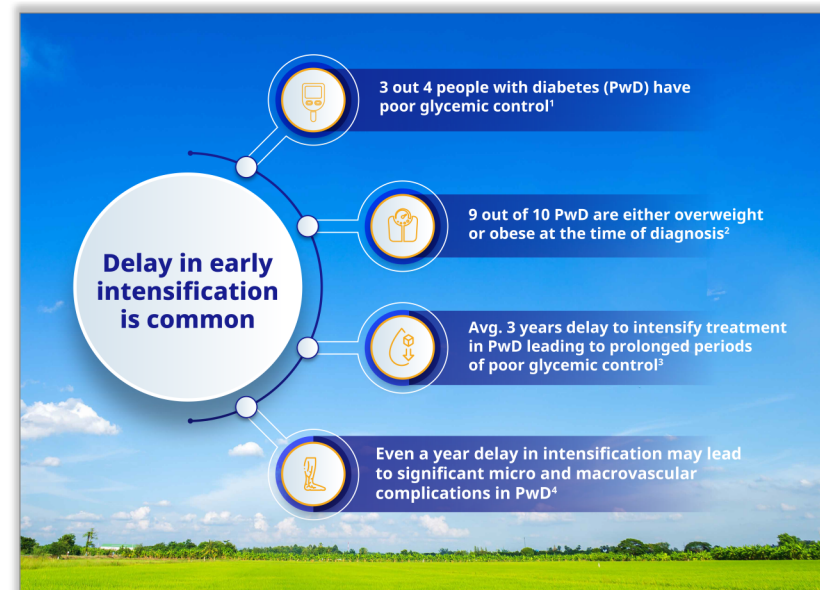 3 out 4 people with diabetes (PwD) have
poor glycemic control¹
9 out of 10 PwD are either overweight
or obese at the time of diagnosis²
Delay in early
intensification
is common
Avg. 3 years delay to intensify treatment
in PwD leading to prolonged periods
of poor glycemic control³
Even a year delay in intensification may lead
to significant micro and macrovascular
complications in PwD⁴